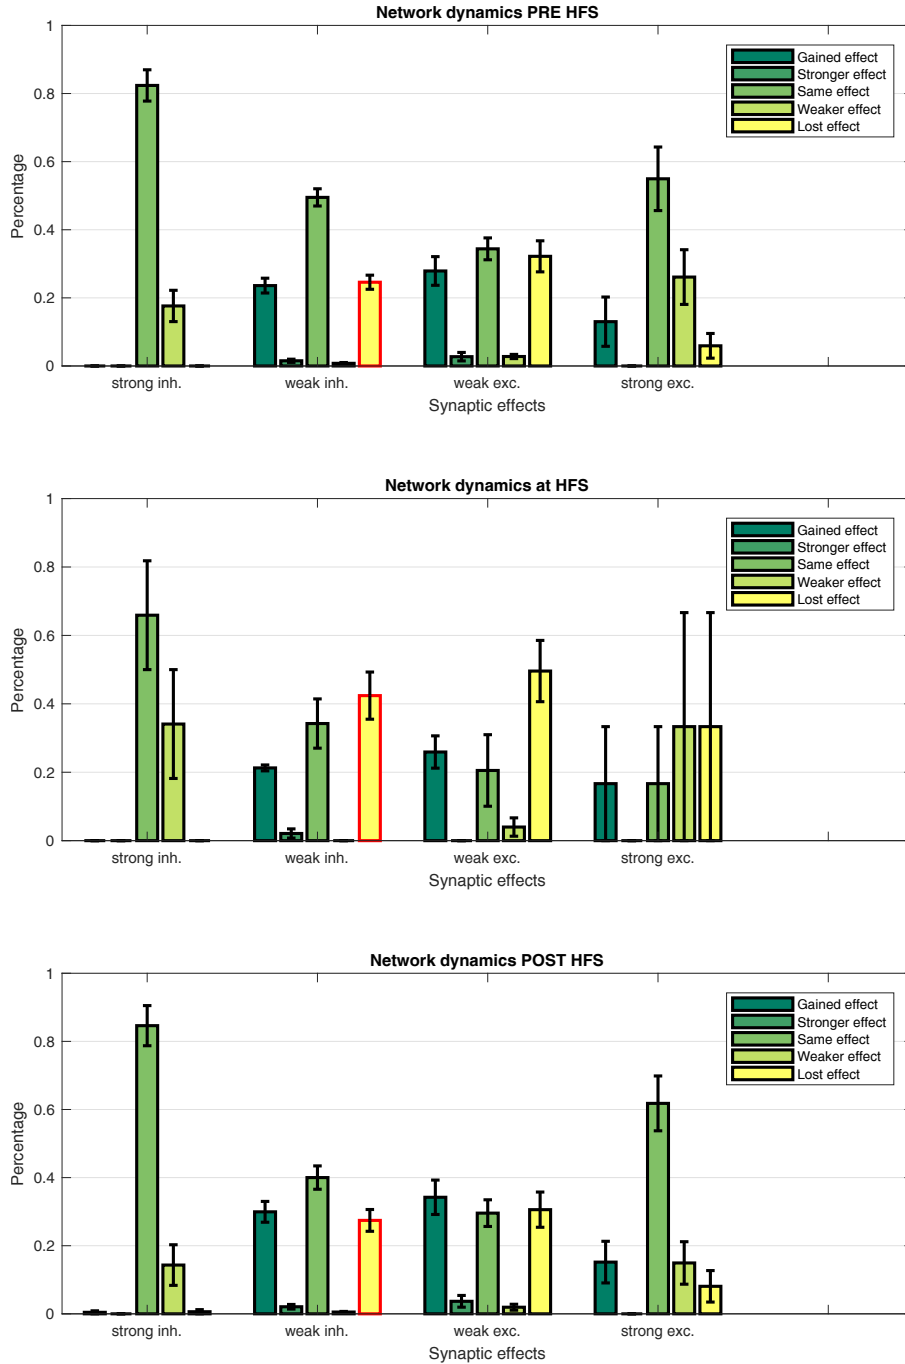 Network dynamics PRE HFS
1
0.8
0.6
0.4
0.2
0
Percentage
Gained effect
Stronger effect
Same effect
Weaker effect
Lost effect
strong inh. weak inh. weak exc. strong exc.
Synaptic effects
Network dynamics at HFS
1
0.8
0.6
0.4
0.2
0
Percentage
Gained effect
Stronger effect
Same effect
Weaker effect
Lost effect
strong inh. weak inh. weak exc. strong exc.
Synaptic effects
Network dynamics POST HFS
1
0.8
0.6
0.4
0.2
0
Percentage
Gained effect
Stronger effect
Same effect
Weaker effect
Lost effect
strong inh. weak inh. weak exc. strong exc.
Synaptic effects